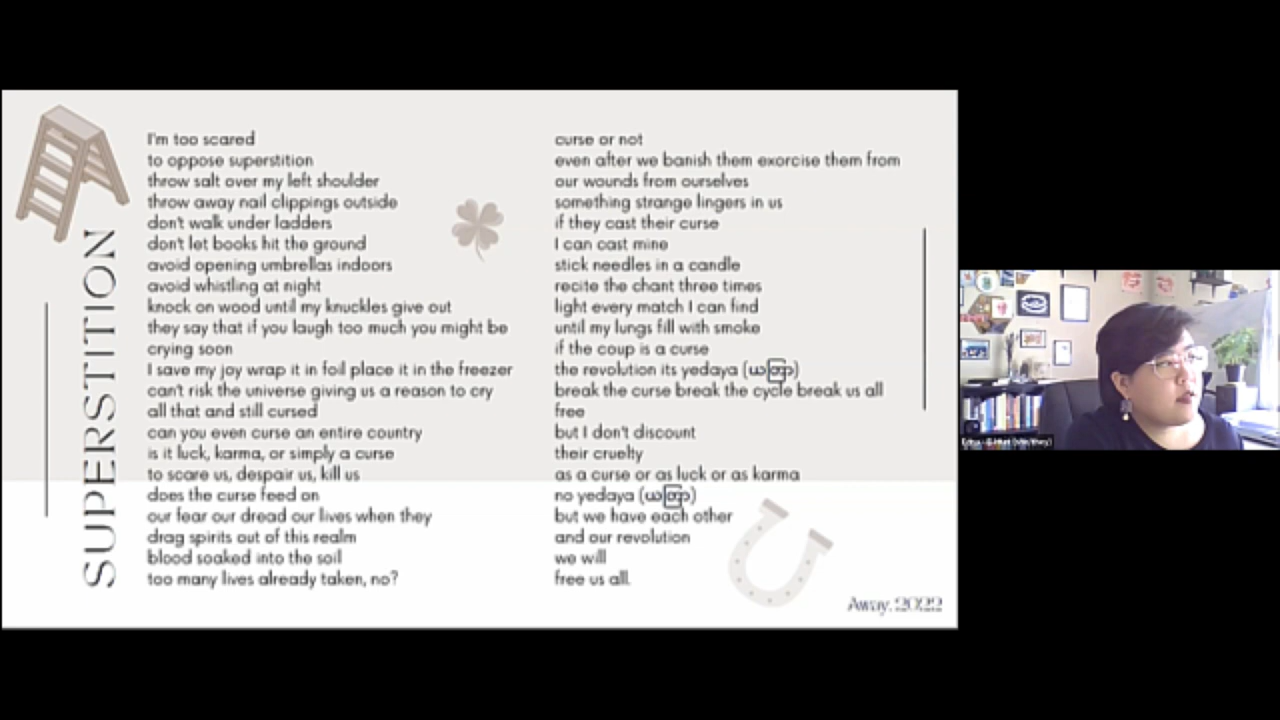 SUPERSTITION
I'm too scared
to oppose superstition
throw salt over my left shoulder
throw away nail clippings outside
don't walk under ladders
don't let books hit the ground
avoid opening umbrellas indoors
avoid whistling at night
knock on wood until my knuckles give out
they say that if you laugh too much you might be
crying soon
I save my joy wrap it in foil place it in the freezer
can't risk the universe giving us a reason to cry
all that and still cursed
can you even curse an entire country
is it luck, karma, or simply a curse
to scare us, despair us, kill us
does the curse feed on
our fear our dread our lives when they
drag spirits out of this realm
blood soaked into the soil
too many lives already taken, no?
curse or not
even after we banish them exorcise them from
our wounds from ourselves
something strange lingers in us
if they cast their curse
I can cast mine
stick needles in a candle
recite the chant three times
light every match I can find
until my lungs fill with smoke
if the coup is a curse
the revolution its yedaya (ယတြာ)
break the curse break the cycle break us all
free
but I don't discount
their cruelty
as a curse or as luck or as karma
no yedaya (ယတြာ)
but we have each other
and our revolution
we will
free us all.
Away, 2022